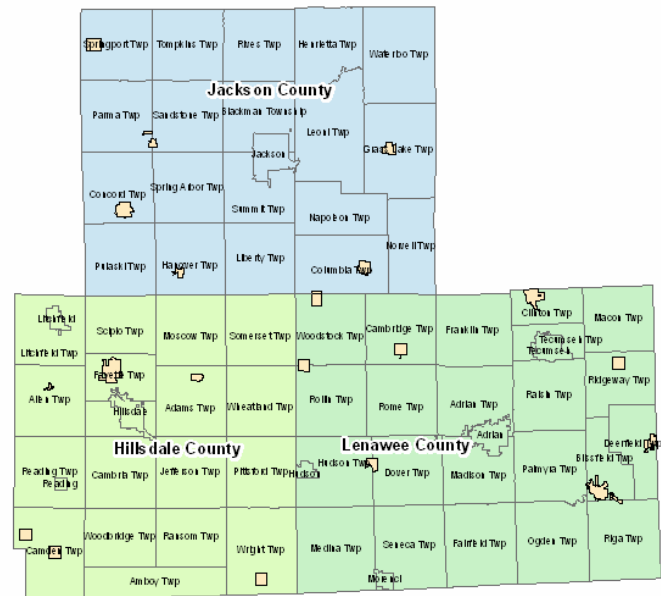 Springport Twp
Tompkins Twp
Rives Twp
Henrietta Twp
Waterloo Twp
Jackson County
Parma Twp
Sandstone Twp
Blackman Township
Leoni Twp
Grass Lake Twp
Jackson
Concord Twp
Spring Arbor Twp
Summit Twp
Napoleon Twp
Norvell Twp
Pulaski Twp
Hanover Twp
Liberty Twp
Columbia Twp
Litchfield
Litchfield Twp
Scipio Twp
Moscow Twp
Somerset Twp
Woodstock Twp
Cambridge Twp
Franklin Twp
Clinton Twp
Macon Twp
Tecumseh Twp
Tecumseh
Fayette Twp
Allen Twp
Hillsdale
Adams Twp
Wheatland Twp
Rollin Twp
Rome Twp
Adrian Twp
Raisin Twp
Ridgeway Twp
Adrian
Hillsdale County
Lenawee County
Deerfield Twp
Blissfield Twp
Reading Twp
Reading
Cambria Twp
Jefferson Twp
Pittsford Twp
Hudson Twp
Hudson
Dover Twp
Madison Twp
Palmyra Twp
Camden Twp
Woodbridge Twp
Ransom Twp
Wright Twp
Medina Twp
Seneca Twp
Fairfield Twp
Ogden Twp
Riga Twp
Amboy Twp
Morenci